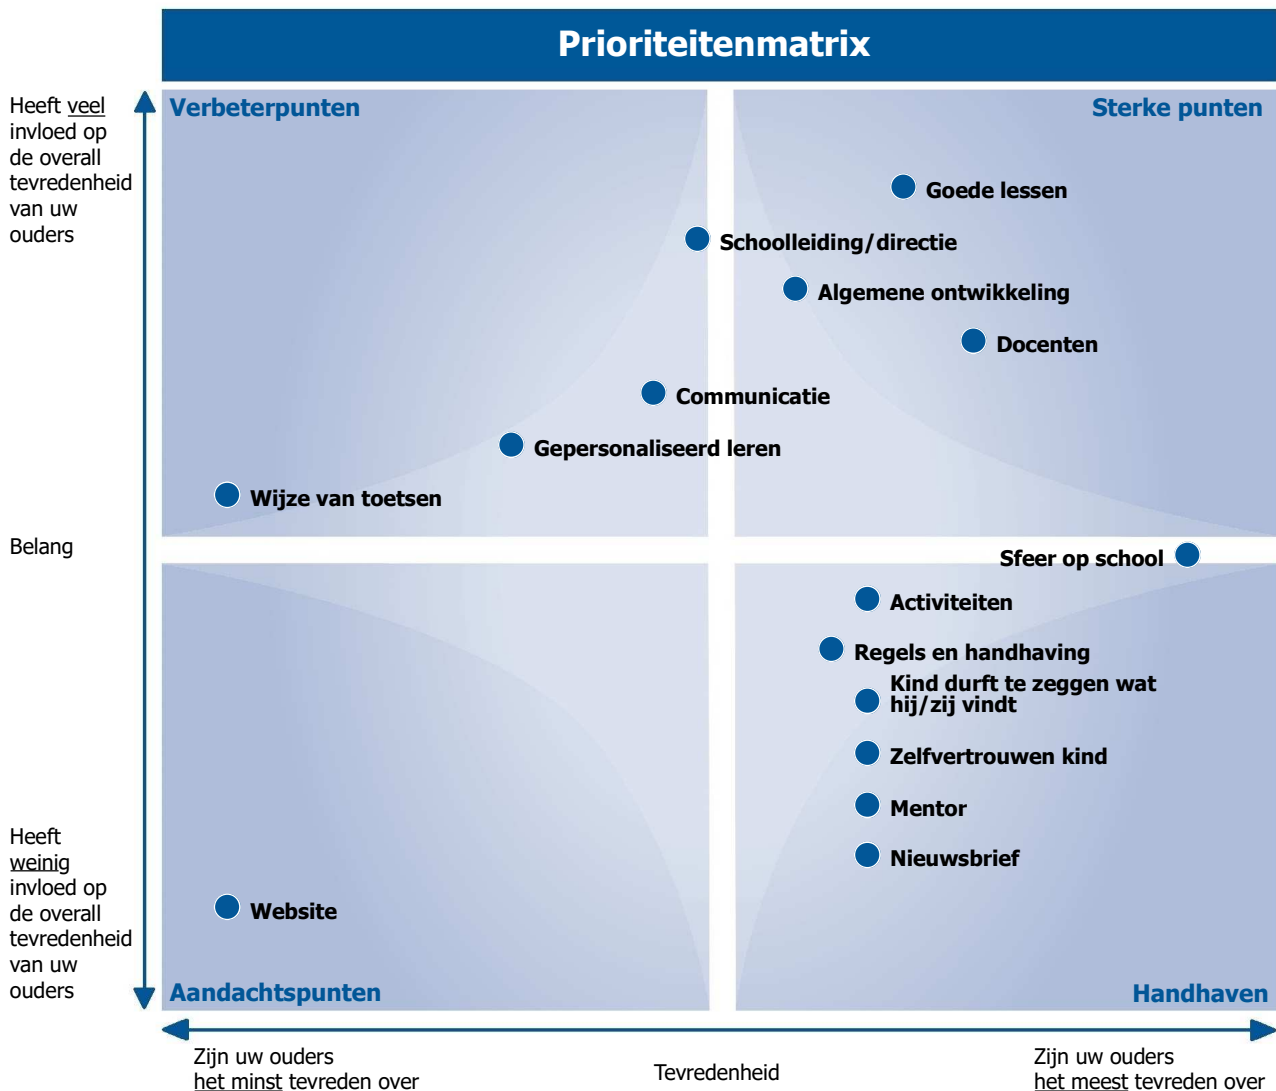 Prioriteitenmatrix
Heeft veel
invloed op
de overall
tevredenheid
van uw
ouders
Verbeterpunten
Sterke punten
Goede lessen
Schoolleiding/directie
Algemene ontwikkeling
Docenten
Communicatie
Gepersonaliseerd leren
Wijze van toetsen
Belang
Sfeer op school
Activiteiten
Regels en handhaving
Kind durft te zeggen wat
hij/zij vindt
Zelfvertrouwen kind
Mentor
Nieuwsbrief
Heeft
weinig
invloed op
de overall
tevredenheid
van uw
ouders
Website
Aandachtspunten
Handhaven
Zijn uw ouders
het minst tevreden over
Tevredenheid
Zijn uw ouders
het meest tevreden over